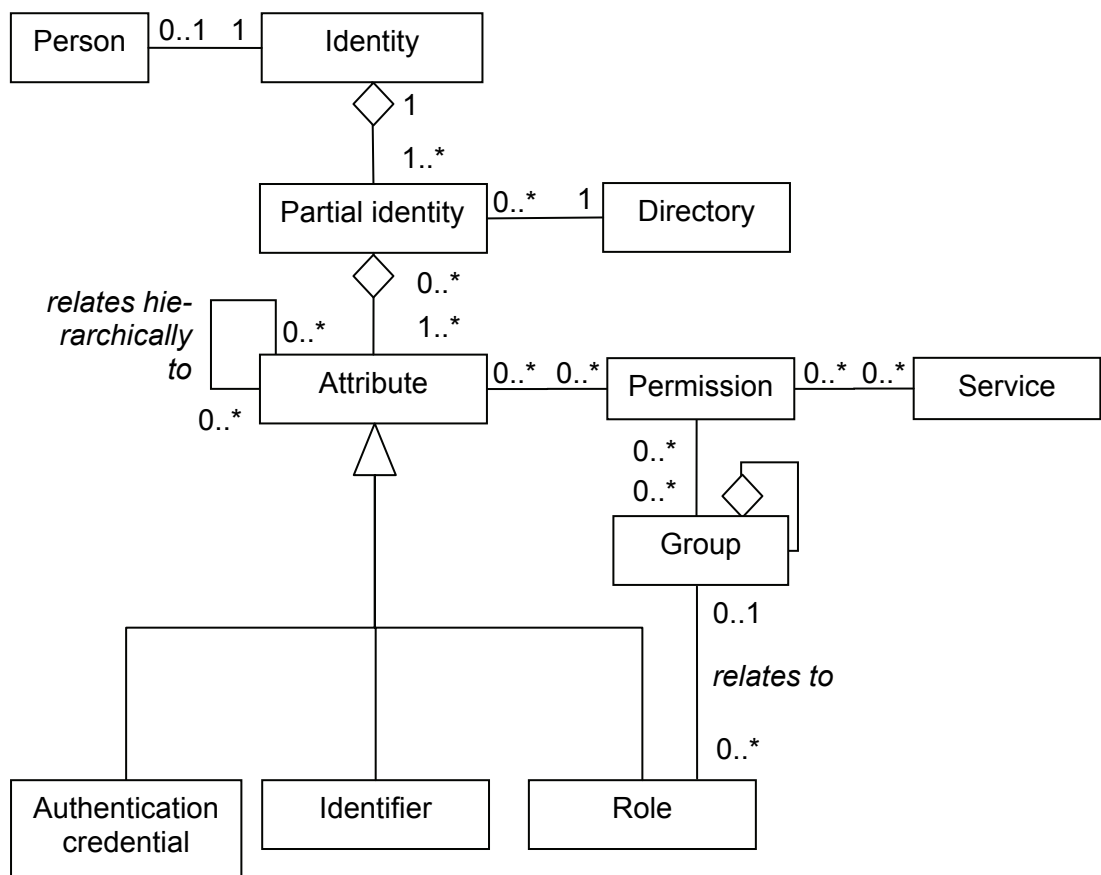 Person
0..1
1
Identity
1
1..*
Partial identity
0..*
1
Directory
0..*
1..*
relates hie-
rarchically
to
0..*
0..*
Attribute
0..*
0..*
Permission
0..*
0..*
Service
0..*
0..*
Group
0..1
relates to
0..*
Authentication
credential
Identifier
Role